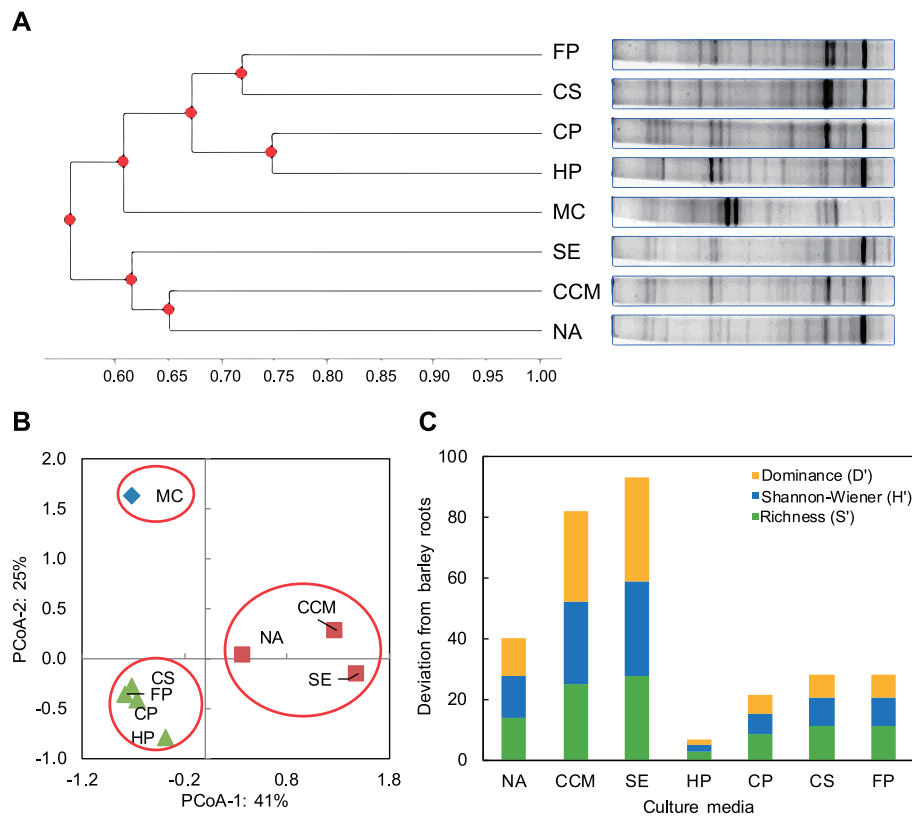 A
FP
CS
CP
HP
MC
SE
CCM
NA
0.60 0.65 0.70 0.75 0.80 0.85 0.90 0.95 1.00
B
2.0
1.5
1.0
0.5
0.0
-0.5
-1.0
PCoA-2: 25%
MC
CCM
NA
SE
CS
FP
CP
HP
-1.2 -0.2 0.8 1.8
PCoA-1: 41%
C
100
80
60
40
20
0
Deviation from barley roots
Dominance (D')
Shannon-Wiener (H')
Richness (S')
NA CCM SE HP CP CS FP
Culture media